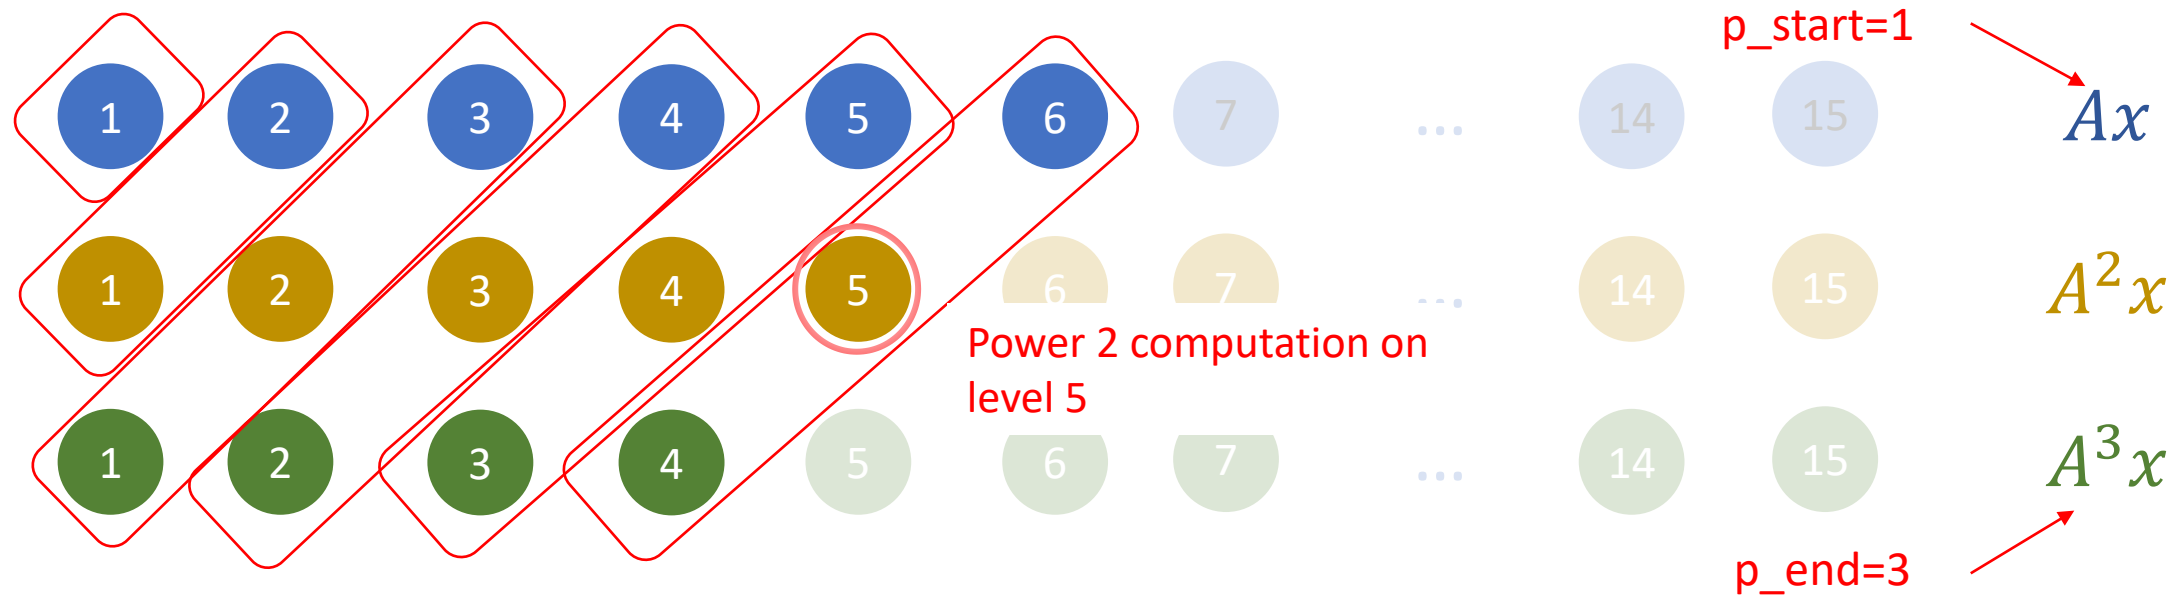 p_start=1
1 2 3 4 5 6 7 ... 14 15 Ax
1 2 3 4 5 6 7 ... 14 15 A²x
Power 2 computation on
level 5
1 2 3 4 5 6 7 ... 14 15 A³x
p_end=3